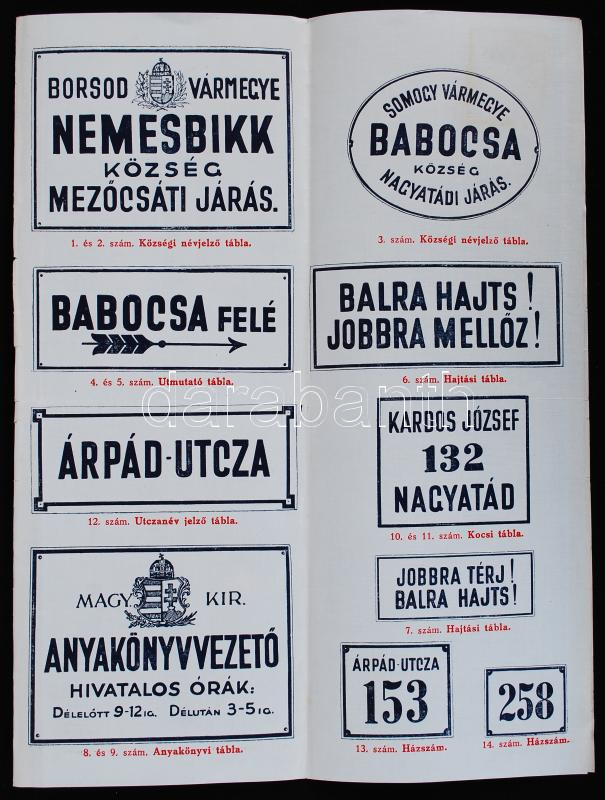 BORSOD VÁRMEGYE
NEMESBIKK
KÖZSÉG
MEZŐCSÁTI JÁRÁS.
1. és 2. szám. Községi névjelző tábla.
SOMOGY VÁRMEGYE
BABOCSA
KÖZSÉG
NAGYATÁDI JÁRÁS.
3. szám. Községi névjelző tábla.
BABOCSA FELÉ
4. és 5. szám. Utmutató tábla.
BALRA HAJTS!
JOBBRA MELLŐZ!
6. szám. Hajtási tábla.
darabanth
ÁRPÁD-UTCZA
12. szám. Utczanév jelző tábla.
KARDOS JÓZSEF
132
NAGYATÁD
10. és 11. szám. Kocsi tábla.
MAGY. KIR.
ANYAKÖNYVVEZETŐ
HIVATALOS ÓRÁK:
DÉLELŐTT 9-12 IG. DÉLUTÁN 3-5 IG.
8. és 9. szám. Anyakönyvi tábla.
JOBBRA TÉRJ!
BALRA HAJTS!
7. szám. Hajtási tábla.
ÁRPÁD-UTCZA
153
13. szám. Házszám.
258
14. szám. Házszám.